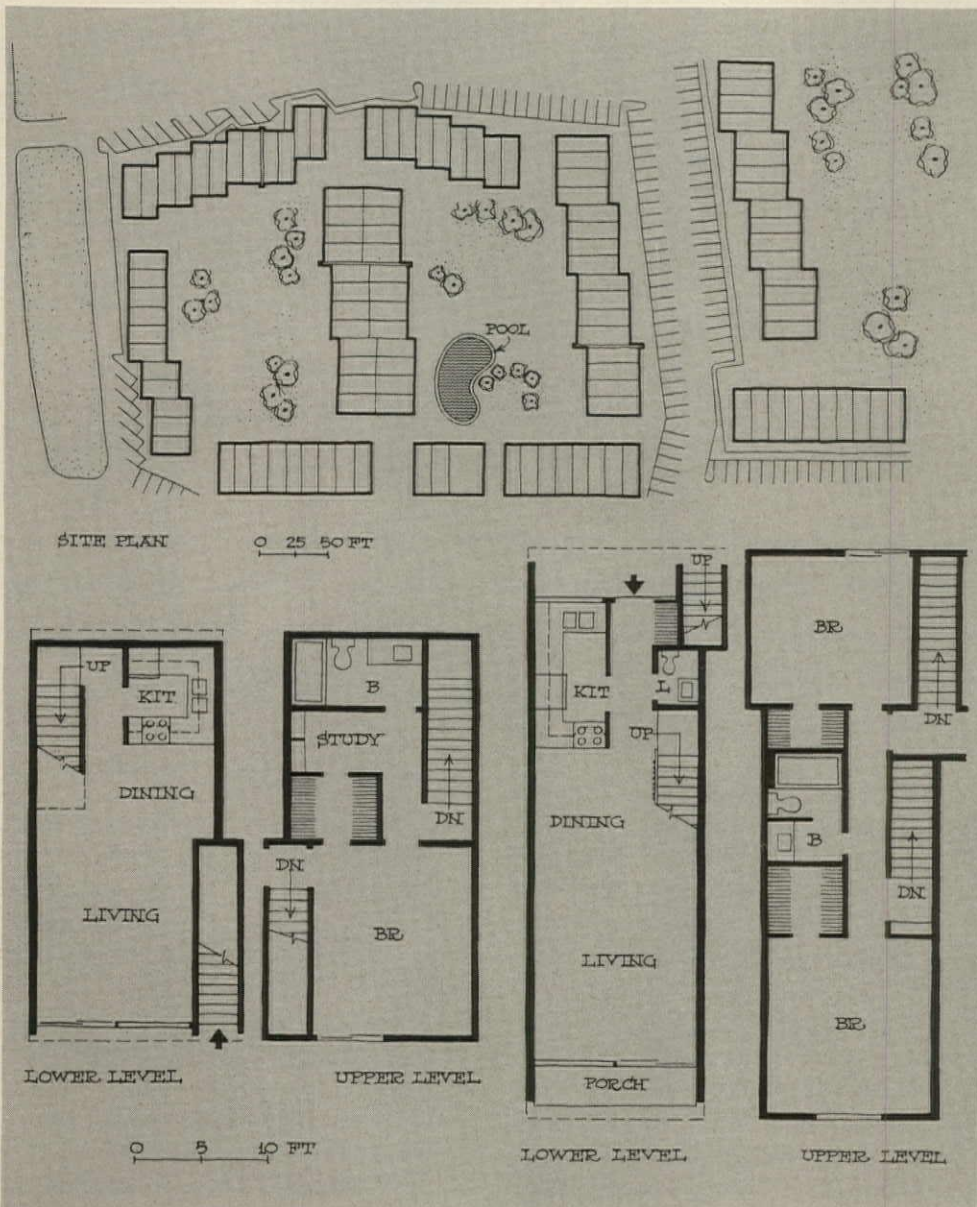 POOL
SITE PLAN
0 25 50 FT
UP
KIT
DINING
LIVING
LOWER LEVEL
B
STUDY
DN
DN
BR
UPPER LEVEL
0 5 10 FT
UP
KIT
L
UP
DINING
LIVING
PORCH
LOWER LEVEL
BR
DN
B
DN
BR
UPPER LEVEL